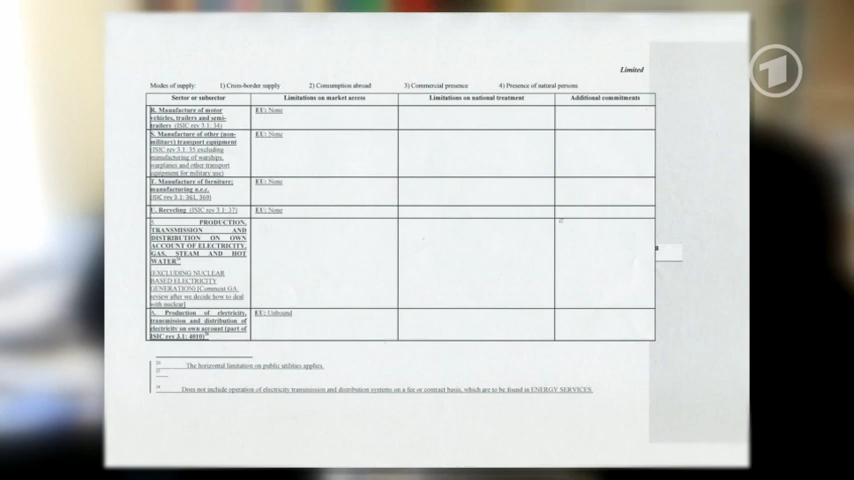 Limited
Modes of supply: 1) Cross-border supply 2) Consumption abroad 3) Commercial presence 4) Presence of natural persons
Sector or subsector Limitations on market access Limitations on national treatment Additional commitments
R. Manufacture of motor EU: None
vehicles, trailers and semi-
trailers (ISIC rev 3.1: 34)
S. Manufacture of other (non- EU: None
military) transport equipment
(ISIC rev 3.1: 35 excluding
manufacturing of warships,
warplanes and other transport
equipment for military use)
T. Manufacture of furniture; EU: None
manufacturing n.e.c.
(ISIC rev 3.1: 361, 369)
U. Recycling (ISIC rev 3.1: 37) EU: None
PRODUCTION,
TRANSMISSION AND
DISTRIBUTION ON OWN
ACCOUNT OF ELECTRICITY,
GAS, STEAM AND HOT
WATER
(EXCLUDING NUCLEAR
BASED ELECTRICITY
GENERATION) [Comment GA:
review after we decide how to deal
with nuclear]
A. Production of electricity, EU: Unbound
transmission and distribution of
electricity on own account (part of
ISIC rev 3.1: 4010)
The horizontal limitation on public utilities applies.
Does not include operation of electricity transmission and distribution systems on a fee or contract basis, which are to be found in ENERGY SERVICES.
1